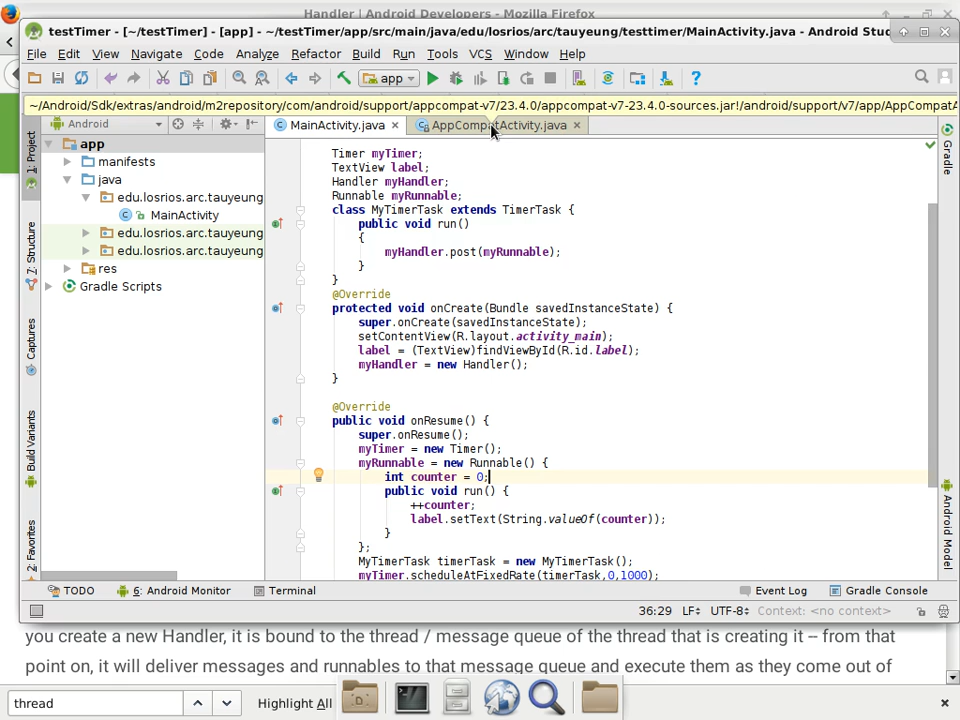 Handler | Android Developers - Mozilla Firefox
testTimer - [~/testTimer] - [app] - ~/testTimer/app/src/main/java/edu/losrios/arc/tauyeung/testtimer/MainActivity.java - Android Stu
File Edit View Navigate Code Analyze Refactor Build Run Tools VCS Window Help
app
~/Android/Sdk/extras/android/m2repository/com/android/support/appcompat-v7/23.4.0/appcompat-v7-23.4.0-sources.jar!/android/support/v7/app/AppCompatA
Android
MainActivity.java
AppCompatActivity.java
1: Project
7: Structure
Captures
Build Variants
2: Favorites
app
manifests
java
edu.losrios.arc.tauyeung
MainActivity
edu.losrios.arc.tauyeung
edu.losrios.arc.tauyeung
res
Gradle Scripts
Timer myTimer;
TextView label;
Handler myHandler;
Runnable myRunnable;
class MyTimerTask extends TimerTask {
public void run()
{
myHandler.post(myRunnable);
}
}
@Override
protected void onCreate(Bundle savedInstanceState) {
super.onCreate(savedInstanceState);
setContentView(R.layout.activity_main);
label = (TextView)findViewById(R.id.label);
myHandler = new Handler();
}
@Override
public void onResume() {
super.onResume();
myTimer = new Timer();
myRunnable = new Runnable() {
int counter = 0;
public void run() {
++counter;
label.setText(String.valueOf(counter));
}
};
MyTimerTask timerTask = new MyTimerTask();
myTimer.scheduleAtFixedRate(timerTask,0,1000);
Gradle
Android Model
TODO
6: Android Monitor
Terminal
Event Log
Gradle Console
36:29 LF UTF-8 Context: <no context>
you create a new Handler, it is bound to the thread / message queue of the thread that is creating it -- from that
point on, it will deliver messages and runnables to that message queue and execute them as they come out of
thread
Highlight All